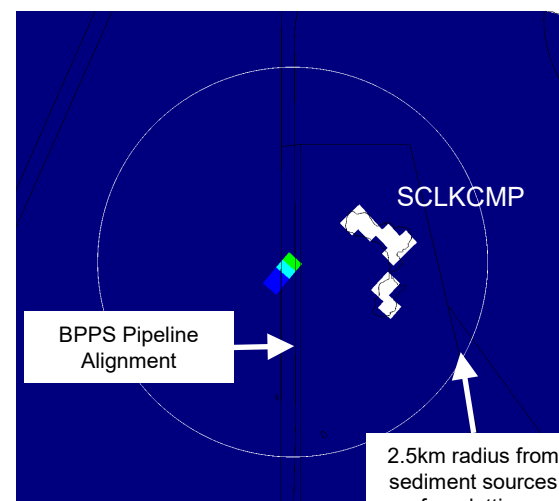 SCLKCMP
BPPS Pipeline
Alignment
2.5km radius from
sediment sources